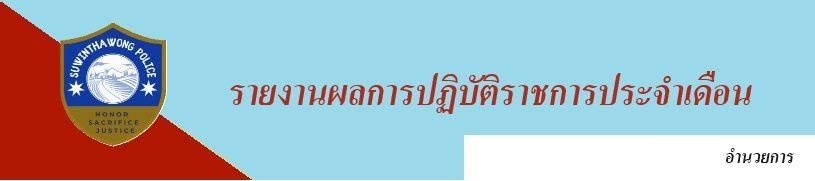 SUWINTHAWONG POLICE
HONOR
SACRIFICE
JUSTICE
รายงานผลการปฏิบัติราชการประจำเดือน
อำนวยการ